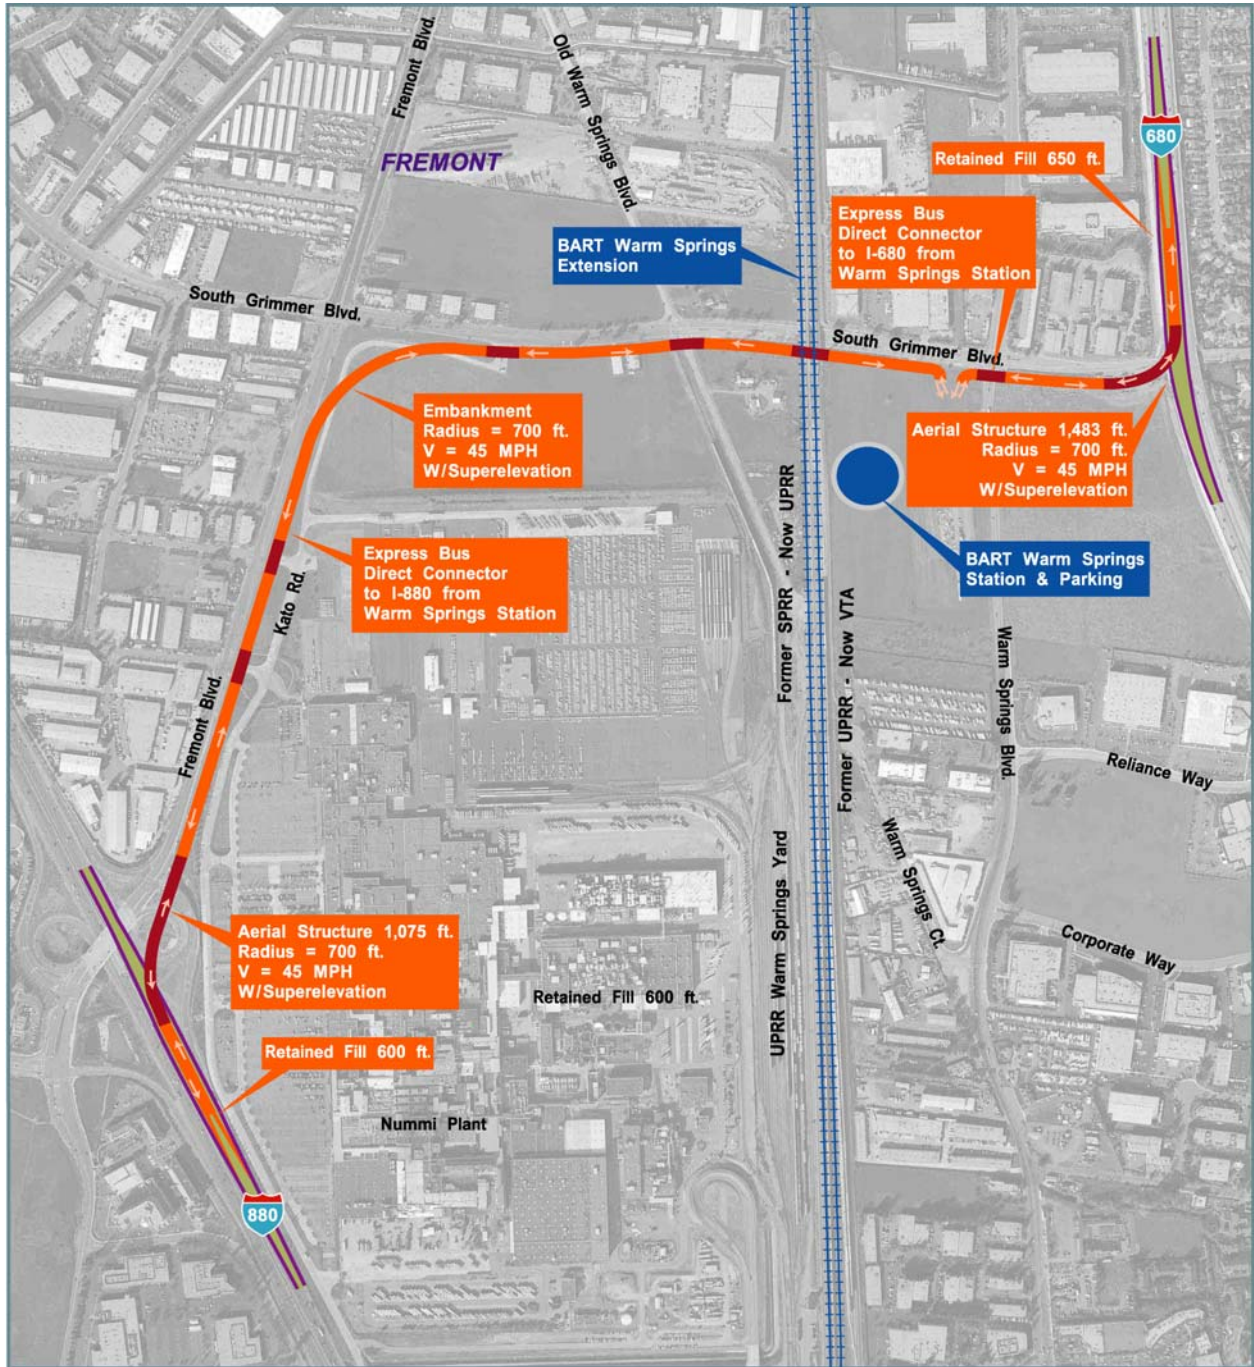 Fremont Blvd.
Old Warm Springs Blvd.
680
FREMONT
Retained Fill 650 ft.
BART Warm Springs
Extension
Express Bus
Direct Connector
to I-680 from
Warm Springs Station
South Grimmer Blvd.
South Grimmer Blvd.
Embankment
Radius = 700 ft.
V = 45 MPH
W/Superelevation
Aerial Structure 1,483 ft.
Radius = 700 ft.
V = 45 MPH
W/Superelevation
Express Bus
Direct Connector
to I-880 from
Warm Springs Station
Kato Rd.
BART Warm Springs
Station & Parking
Former SPRR - Now UPRR
Former UPRR - Now VTA
Warm Springs Blvd.
Fremont Blvd.
Reliance Way
UPRR Warm Springs Yard
Warm Springs Ct.
Corporate Way
Aerial Structure 1,075 ft.
Radius = 700 ft.
V = 45 MPH
W/Superelevation
Retained Fill 600 ft.
Retained Fill 600 ft.
Nummi Plant
880